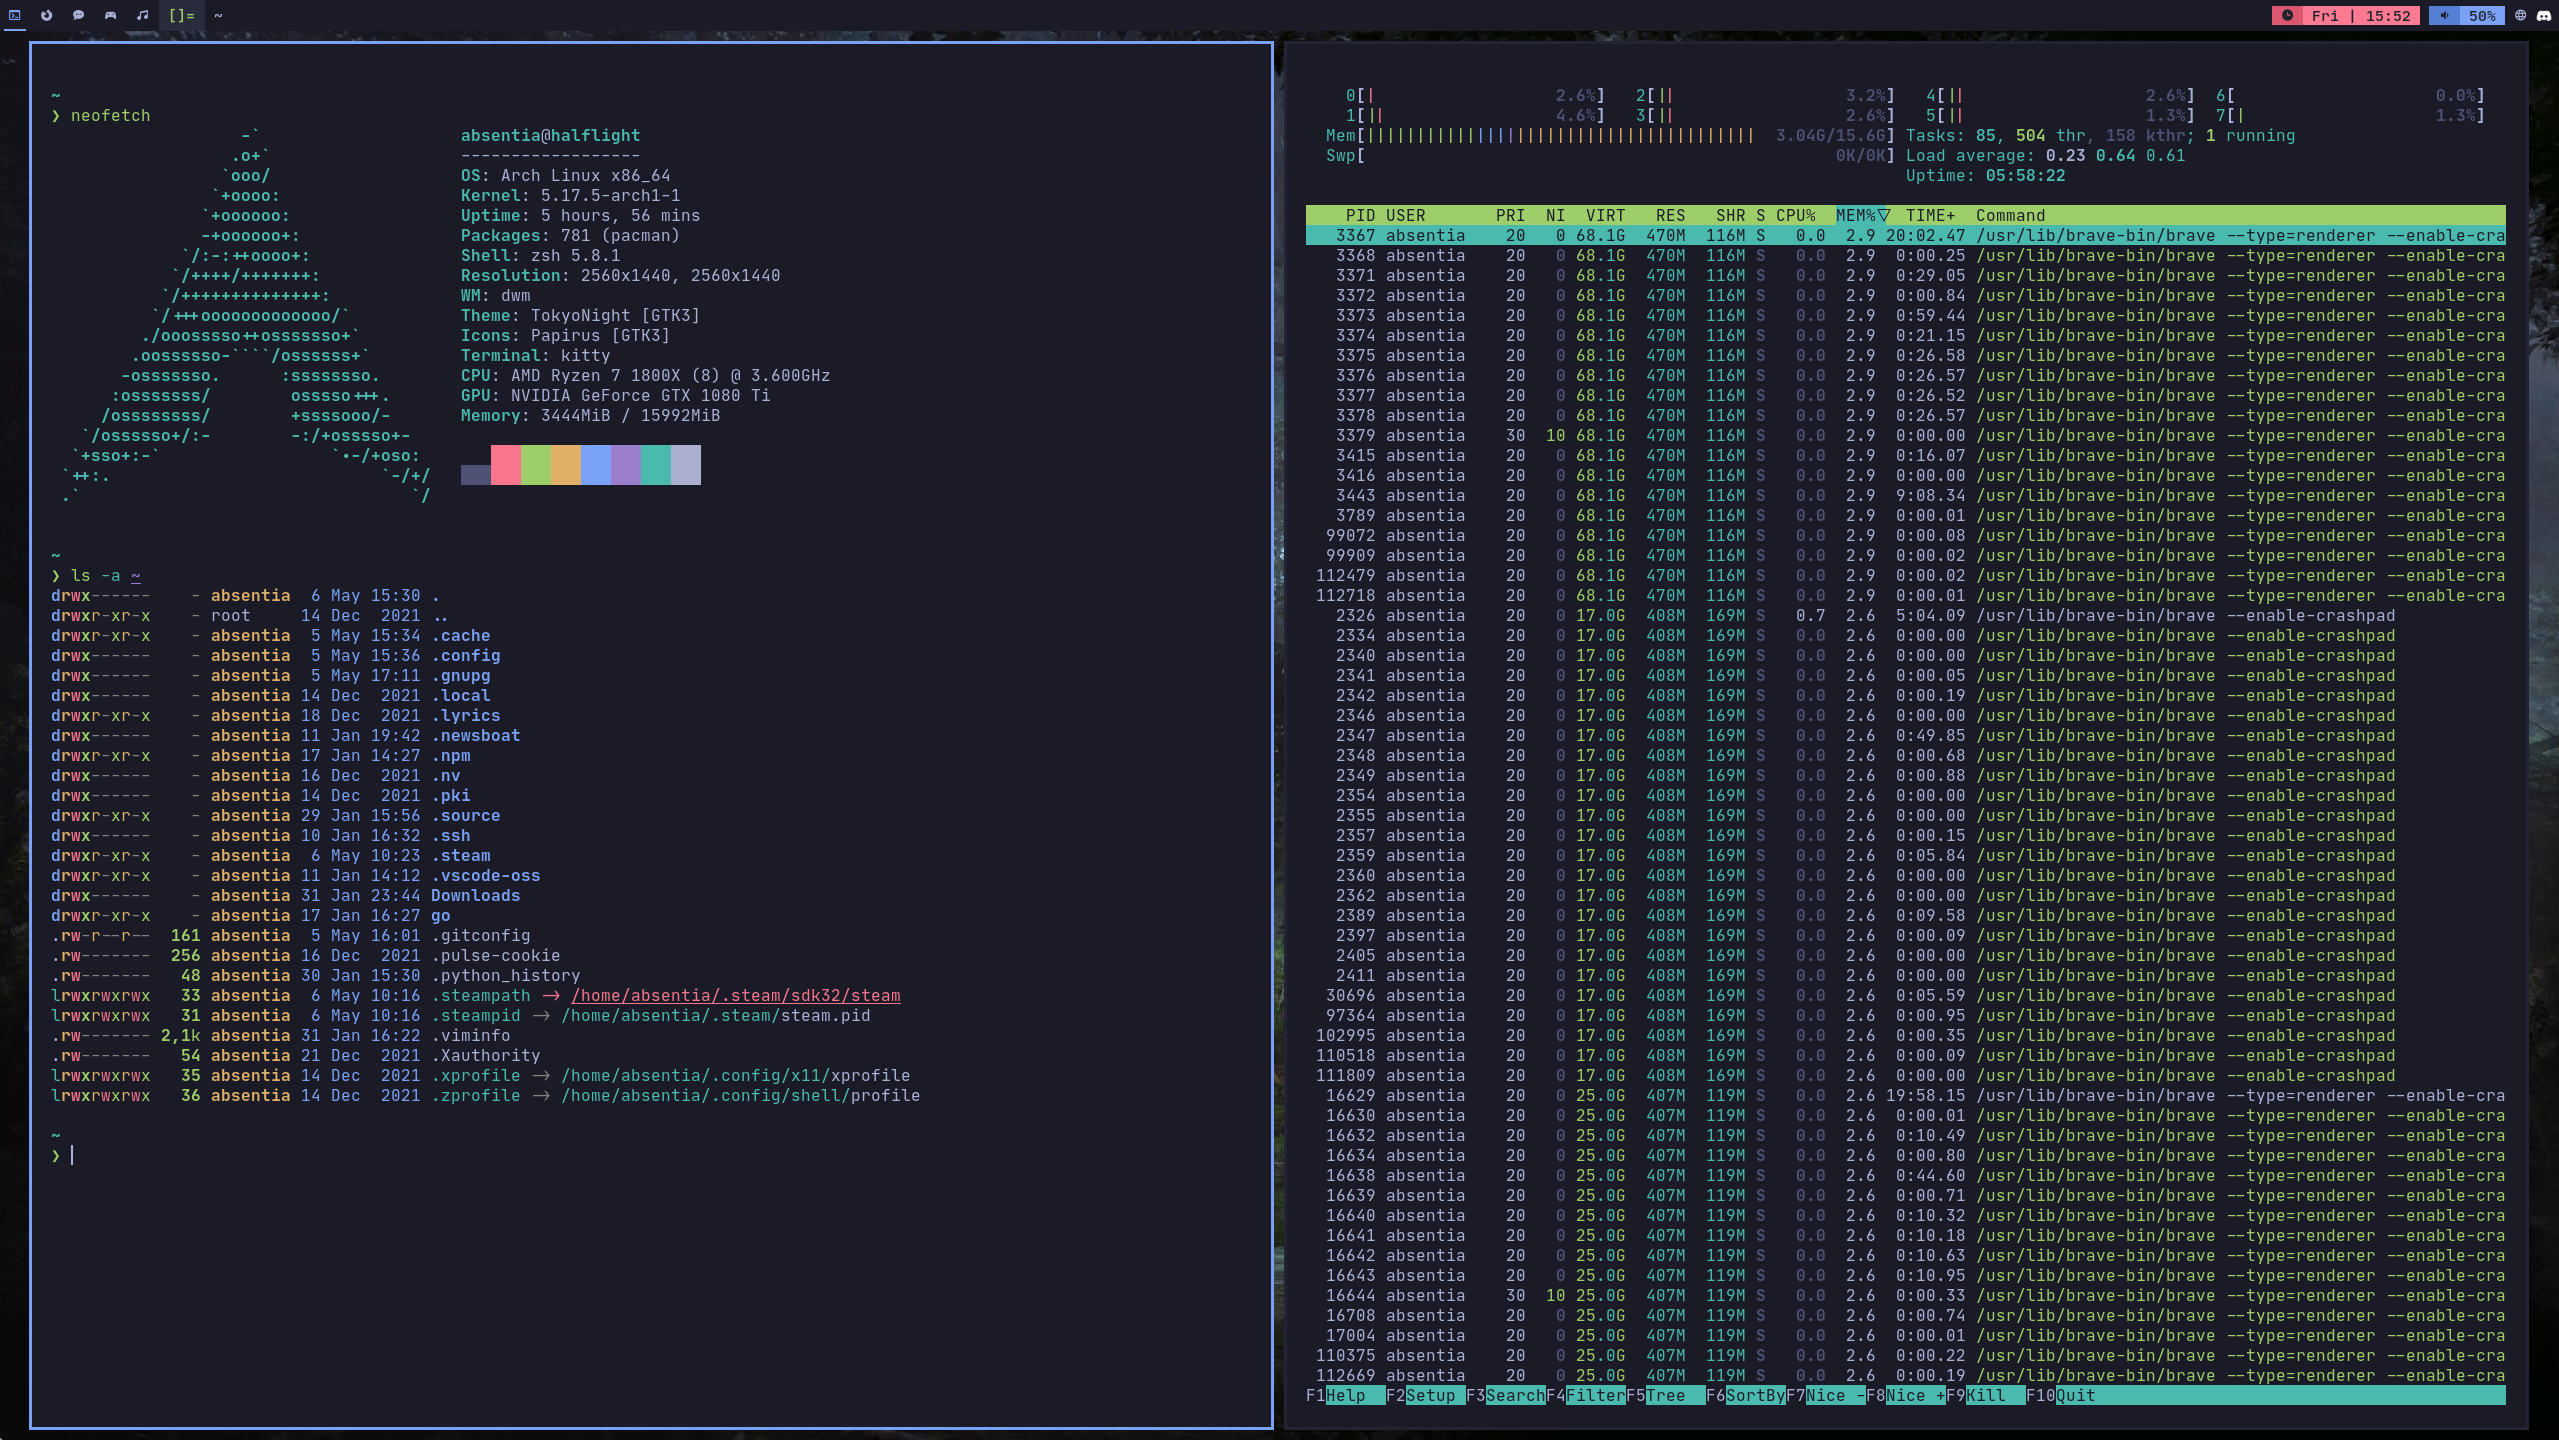 []= ~ Fri | 15:52 50%
~
❯ neofetch
-`
.o+`
`ooo/
`+oooo:
`+oooooo:
-+oooooo+:
`/:-:++oooo+:
`/++++/+++++++:
`/++++++++++++++:
`/+++ooooooooooooo/`
./ooosssso++osssssso+`
.oossssso-````/ossssss+`
-osssssso. :ssssssso.
:osssssss/ osssso+++.
/ossssssss/ +ssssooo/-
`/ossssso+/:- -:/+osssso+-
`+sso+:-` `.-/+oso:
`++:. `-/+/
.` `/
absentia@halflight
------------------
OS: Arch Linux x86_64
Kernel: 5.17.5-arch1-1
Uptime: 5 hours, 56 mins
Packages: 781 (pacman)
Shell: zsh 5.8.1
Resolution: 2560x1440, 2560x1440
WM: dwm
Theme: TokyoNight [GTK3]
Icons: Papirus [GTK3]
Terminal: kitty
CPU: AMD Ryzen 7 1800X (8) @ 3.600GHz
GPU: NVIDIA GeForce GTX 1080 Ti
Memory: 3444MiB / 15992MiB
~
❯ ls -a ~
drwx------ - absentia 6 May 15:30 .
drwxr-xr-x - root 14 Dec 2021 ..
drwxr-xr-x - absentia 5 May 15:34 .cache
drwx------ - absentia 5 May 15:36 .config
drwx------ - absentia 5 May 17:11 .gnupg
drwx------ - absentia 14 Dec 2021 .local
drwxr-xr-x - absentia 18 Dec 2021 .lyrics
drwx------ - absentia 11 Jan 19:42 .newsboat
drwxr-xr-x - absentia 17 Jan 14:27 .npm
drwx------ - absentia 16 Dec 2021 .nv
drwx------ - absentia 14 Dec 2021 .pki
drwxr-xr-x - absentia 29 Jan 15:56 .source
drwx------ - absentia 10 Jan 16:32 .ssh
drwxr-xr-x - absentia 6 May 10:23 .steam
drwxr-xr-x - absentia 11 Jan 14:12 .vscode-oss
drwx------ - absentia 31 Jan 23:44 Downloads
drwxr-xr-x - absentia 17 Jan 16:27 go
.rw-r--r-- 161 absentia 5 May 16:01 .gitconfig
.rw------- 256 absentia 16 Dec 2021 .pulse-cookie
.rw------- 48 absentia 30 Jan 15:30 .python_history
lrwxrwxrwx 33 absentia 6 May 10:16 .steampath -> /home/absentia/.steam/sdk32/steam
lrwxrwxrwx 31 absentia 6 May 10:16 .steampid -> /home/absentia/.steam/steam.pid
.rw------- 2,1k absentia 31 Jan 16:22 .viminfo
.rw------- 54 absentia 21 Dec 2021 .Xauthority
lrwxrwxrwx 35 absentia 14 Dec 2021 .xprofile -> /home/absentia/.config/x11/xprofile
lrwxrwxrwx 36 absentia 14 Dec 2021 .zprofile -> /home/absentia/.config/shell/profile
~
❯
0[| 2.6%] 2[|| 3.2%] 4[|| 2.6%] 6[ 0.0%]
1[|| 4.6%] 3[|| 2.6%] 5[|| 1.3%] 7[| 1.3%]
Mem[||||||||||||||||||||||||||||||||||||||| 3.04G/15.6G] Tasks: 85, 504 thr, 158 kthr; 1 running
Swp[ 0K/0K] Load average: 0.23 0.64 0.61
Uptime: 05:58:22
PID USER PRI NI VIRT RES SHR S CPU% MEM%▽ TIME+ Command
3367 absentia 20 0 68.1G 470M 116M S 0.0 2.9 20:02.47 /usr/lib/brave-bin/brave --type=renderer --enable-cra
3368 absentia 20 0 68.1G 470M 116M S 0.0 2.9 0:00.25 /usr/lib/brave-bin/brave --type=renderer --enable-cra
3371 absentia 20 0 68.1G 470M 116M S 0.0 2.9 0:29.05 /usr/lib/brave-bin/brave --type=renderer --enable-cra
3372 absentia 20 0 68.1G 470M 116M S 0.0 2.9 0:00.84 /usr/lib/brave-bin/brave --type=renderer --enable-cra
3373 absentia 20 0 68.1G 470M 116M S 0.0 2.9 0:59.44 /usr/lib/brave-bin/brave --type=renderer --enable-cra
3374 absentia 20 0 68.1G 470M 116M S 0.0 2.9 0:21.15 /usr/lib/brave-bin/brave --type=renderer --enable-cra
3375 absentia 20 0 68.1G 470M 116M S 0.0 2.9 0:26.58 /usr/lib/brave-bin/brave --type=renderer --enable-cra
3376 absentia 20 0 68.1G 470M 116M S 0.0 2.9 0:26.57 /usr/lib/brave-bin/brave --type=renderer --enable-cra
3377 absentia 20 0 68.1G 470M 116M S 0.0 2.9 0:26.52 /usr/lib/brave-bin/brave --type=renderer --enable-cra
3378 absentia 20 0 68.1G 470M 116M S 0.0 2.9 0:26.57 /usr/lib/brave-bin/brave --type=renderer --enable-cra
3379 absentia 30 10 68.1G 470M 116M S 0.0 2.9 0:00.00 /usr/lib/brave-bin/brave --type=renderer --enable-cra
3415 absentia 20 0 68.1G 470M 116M S 0.0 2.9 0:16.07 /usr/lib/brave-bin/brave --type=renderer --enable-cra
3416 absentia 20 0 68.1G 470M 116M S 0.0 2.9 0:00.00 /usr/lib/brave-bin/brave --type=renderer --enable-cra
3443 absentia 20 0 68.1G 470M 116M S 0.0 2.9 9:08.34 /usr/lib/brave-bin/brave --type=renderer --enable-cra
3789 absentia 20 0 68.1G 470M 116M S 0.0 2.9 0:00.01 /usr/lib/brave-bin/brave --type=renderer --enable-cra
99072 absentia 20 0 68.1G 470M 116M S 0.0 2.9 0:00.08 /usr/lib/brave-bin/brave --type=renderer --enable-cra
99909 absentia 20 0 68.1G 470M 116M S 0.0 2.9 0:00.02 /usr/lib/brave-bin/brave --type=renderer --enable-cra
112479 absentia 20 0 68.1G 470M 116M S 0.0 2.9 0:00.02 /usr/lib/brave-bin/brave --type=renderer --enable-cra
112718 absentia 20 0 68.1G 470M 116M S 0.0 2.9 0:00.01 /usr/lib/brave-bin/brave --type=renderer --enable-cra
2326 absentia 20 0 17.0G 408M 169M S 0.7 2.6 5:04.09 /usr/lib/brave-bin/brave --enable-crashpad
2334 absentia 20 0 17.0G 408M 169M S 0.0 2.6 0:00.00 /usr/lib/brave-bin/brave --enable-crashpad
2340 absentia 20 0 17.0G 408M 169M S 0.0 2.6 0:00.00 /usr/lib/brave-bin/brave --enable-crashpad
2341 absentia 20 0 17.0G 408M 169M S 0.0 2.6 0:00.05 /usr/lib/brave-bin/brave --enable-crashpad
2342 absentia 20 0 17.0G 408M 169M S 0.0 2.6 0:00.19 /usr/lib/brave-bin/brave --enable-crashpad
2346 absentia 20 0 17.0G 408M 169M S 0.0 2.6 0:00.00 /usr/lib/brave-bin/brave --enable-crashpad
2347 absentia 20 0 17.0G 408M 169M S 0.0 2.6 0:49.85 /usr/lib/brave-bin/brave --enable-crashpad
2348 absentia 20 0 17.0G 408M 169M S 0.0 2.6 0:00.68 /usr/lib/brave-bin/brave --enable-crashpad
2349 absentia 20 0 17.0G 408M 169M S 0.0 2.6 0:00.88 /usr/lib/brave-bin/brave --enable-crashpad
2354 absentia 20 0 17.0G 408M 169M S 0.0 2.6 0:00.00 /usr/lib/brave-bin/brave --enable-crashpad
2355 absentia 20 0 17.0G 408M 169M S 0.0 2.6 0:00.00 /usr/lib/brave-bin/brave --enable-crashpad
2357 absentia 20 0 17.0G 408M 169M S 0.0 2.6 0:00.15 /usr/lib/brave-bin/brave --enable-crashpad
2359 absentia 20 0 17.0G 408M 169M S 0.0 2.6 0:05.84 /usr/lib/brave-bin/brave --enable-crashpad
2360 absentia 20 0 17.0G 408M 169M S 0.0 2.6 0:00.00 /usr/lib/brave-bin/brave --enable-crashpad
2362 absentia 20 0 17.0G 408M 169M S 0.0 2.6 0:00.00 /usr/lib/brave-bin/brave --enable-crashpad
2389 absentia 20 0 17.0G 408M 169M S 0.0 2.6 0:09.58 /usr/lib/brave-bin/brave --enable-crashpad
2397 absentia 20 0 17.0G 408M 169M S 0.0 2.6 0:00.09 /usr/lib/brave-bin/brave --enable-crashpad
2405 absentia 20 0 17.0G 408M 169M S 0.0 2.6 0:00.00 /usr/lib/brave-bin/brave --enable-crashpad
2411 absentia 20 0 17.0G 408M 169M S 0.0 2.6 0:00.00 /usr/lib/brave-bin/brave --enable-crashpad
30696 absentia 20 0 17.0G 408M 169M S 0.0 2.6 0:05.59 /usr/lib/brave-bin/brave --enable-crashpad
97364 absentia 20 0 17.0G 408M 169M S 0.0 2.6 0:00.95 /usr/lib/brave-bin/brave --enable-crashpad
102995 absentia 20 0 17.0G 408M 169M S 0.0 2.6 0:00.35 /usr/lib/brave-bin/brave --enable-crashpad
110518 absentia 20 0 17.0G 408M 169M S 0.0 2.6 0:00.09 /usr/lib/brave-bin/brave --enable-crashpad
111809 absentia 20 0 17.0G 408M 169M S 0.0 2.6 0:00.00 /usr/lib/brave-bin/brave --enable-crashpad
16629 absentia 20 0 25.0G 407M 119M S 0.0 2.6 19:58.15 /usr/lib/brave-bin/brave --type=renderer --enable-cra
16630 absentia 20 0 25.0G 407M 119M S 0.0 2.6 0:00.01 /usr/lib/brave-bin/brave --type=renderer --enable-cra
16632 absentia 20 0 25.0G 407M 119M S 0.0 2.6 0:10.49 /usr/lib/brave-bin/brave --type=renderer --enable-cra
16634 absentia 20 0 25.0G 407M 119M S 0.0 2.6 0:00.80 /usr/lib/brave-bin/brave --type=renderer --enable-cra
16638 absentia 20 0 25.0G 407M 119M S 0.0 2.6 0:44.60 /usr/lib/brave-bin/brave --type=renderer --enable-cra
16639 absentia 20 0 25.0G 407M 119M S 0.0 2.6 0:00.71 /usr/lib/brave-bin/brave --type=renderer --enable-cra
16640 absentia 20 0 25.0G 407M 119M S 0.0 2.6 0:10.32 /usr/lib/brave-bin/brave --type=renderer --enable-cra
16641 absentia 20 0 25.0G 407M 119M S 0.0 2.6 0:10.18 /usr/lib/brave-bin/brave --type=renderer --enable-cra
16642 absentia 20 0 25.0G 407M 119M S 0.0 2.6 0:10.63 /usr/lib/brave-bin/brave --type=renderer --enable-cra
16643 absentia 20 0 25.0G 407M 119M S 0.0 2.6 0:10.95 /usr/lib/brave-bin/brave --type=renderer --enable-cra
16644 absentia 30 10 25.0G 407M 119M S 0.0 2.6 0:00.33 /usr/lib/brave-bin/brave --type=renderer --enable-cra
16708 absentia 20 0 25.0G 407M 119M S 0.0 2.6 0:00.74 /usr/lib/brave-bin/brave --type=renderer --enable-cra
17004 absentia 20 0 25.0G 407M 119M S 0.0 2.6 0:00.01 /usr/lib/brave-bin/brave --type=renderer --enable-cra
110375 absentia 20 0 25.0G 407M 119M S 0.0 2.6 0:00.22 /usr/lib/brave-bin/brave --type=renderer --enable-cra
112669 absentia 20 0 25.0G 407M 119M S 0.0 2.6 0:00.19 /usr/lib/brave-bin/brave --type=renderer --enable-cra
F1Help F2Setup F3SearchF4FilterF5Tree F6SortByF7Nice -F8Nice +F9Kill F10Quit